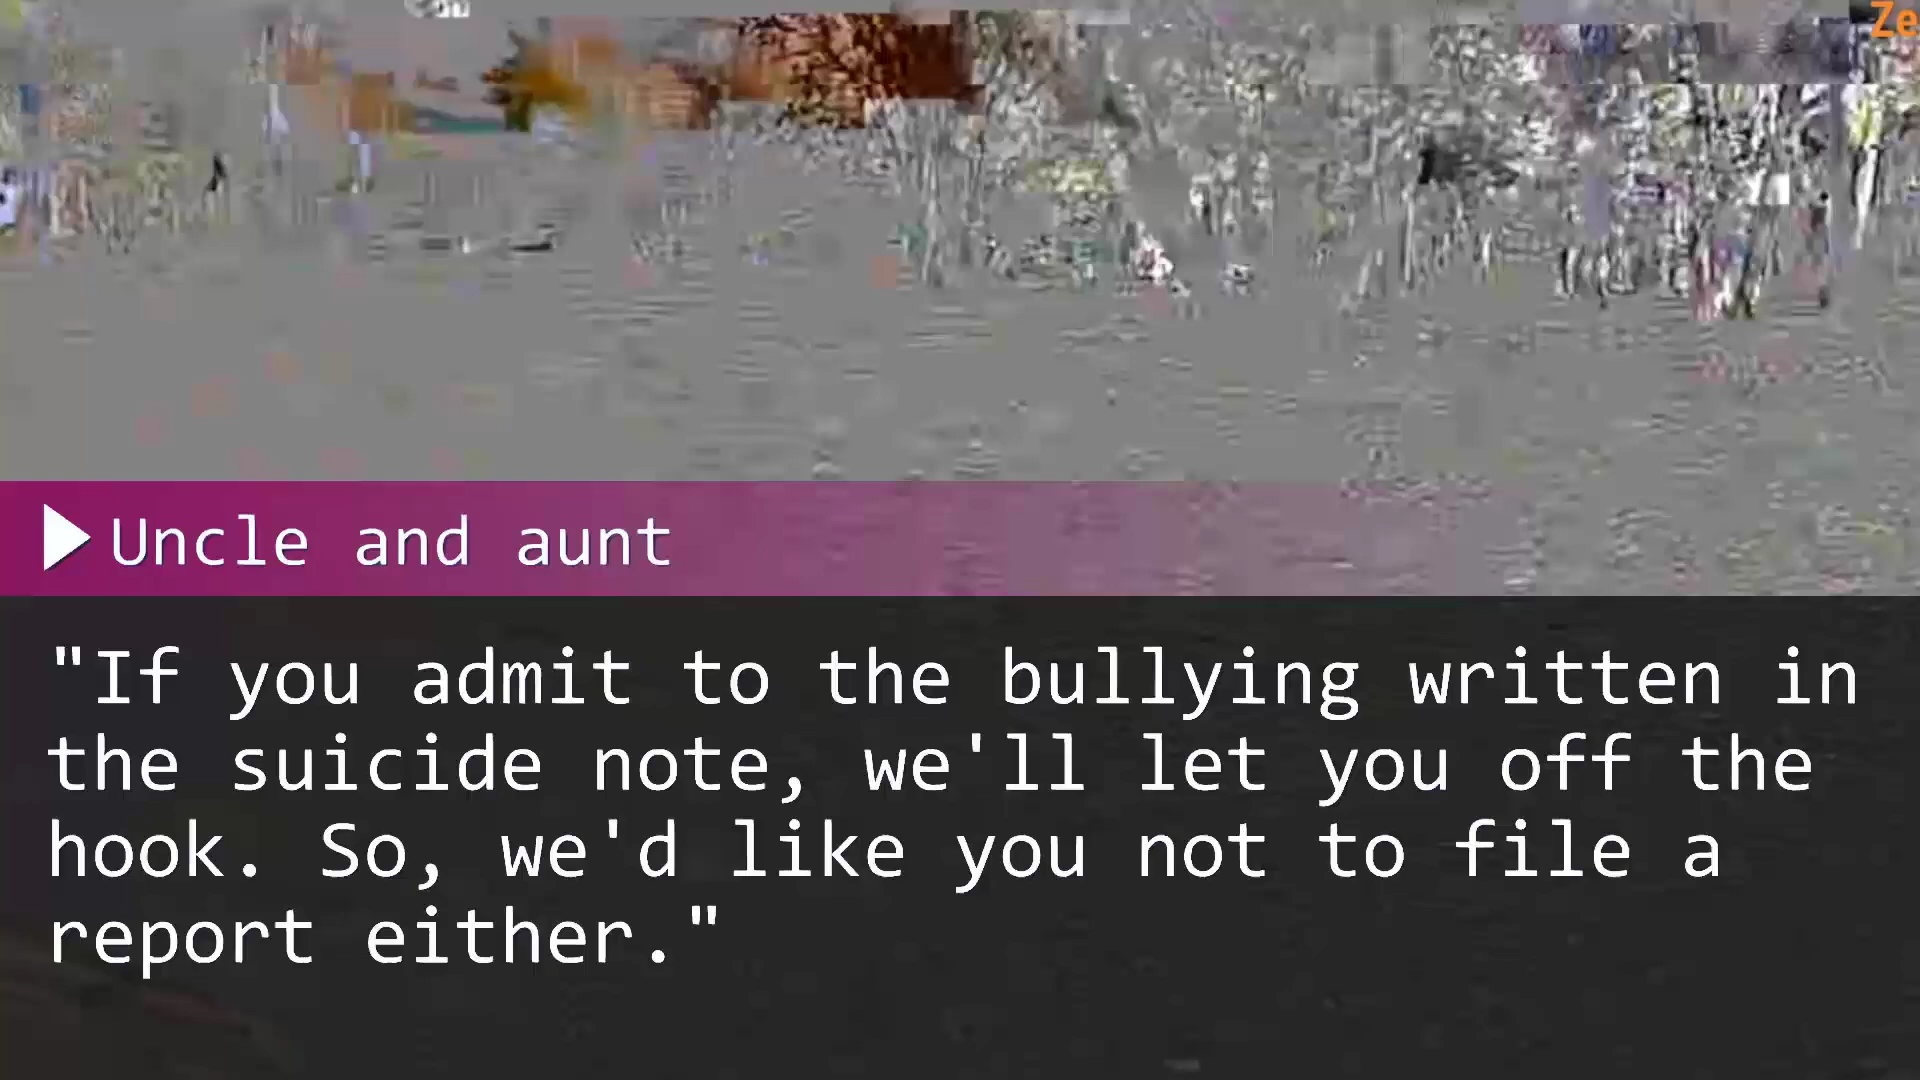 Ze
Uncle and aunt
"If you admit to the bullying written in
the suicide note, we'll let you off the
hook. So, we'd like you not to file a
report either."